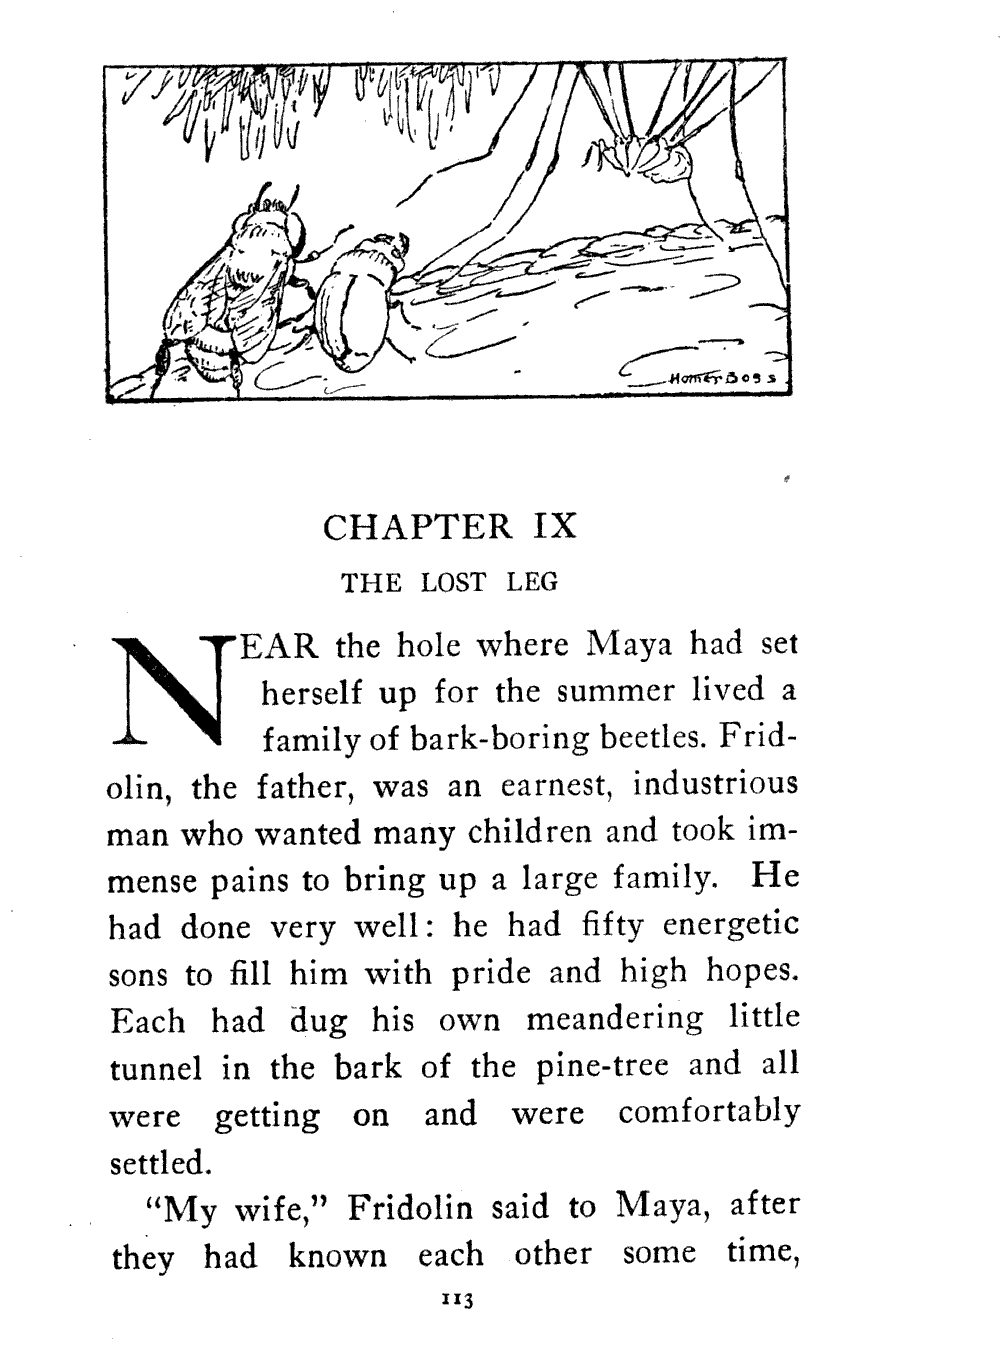 Homer Boss
CHAPTER IX
THE LOST LEG
NEAR the hole where Maya had set
herself up for the summer lived a
family of bark-boring beetles. Frid-
olin, the father, was an earnest, industrious
man who wanted many children and took im-
mense pains to bring up a large family. He
had done very well: he had fifty energetic
sons to fill him with pride and high hopes.
Each had dug his own meandering little
tunnel in the bark of the pine-tree and all
were getting on and were comfortably
settled.
“My wife,” Fridolin said to Maya, after
they had known each other some time,
113